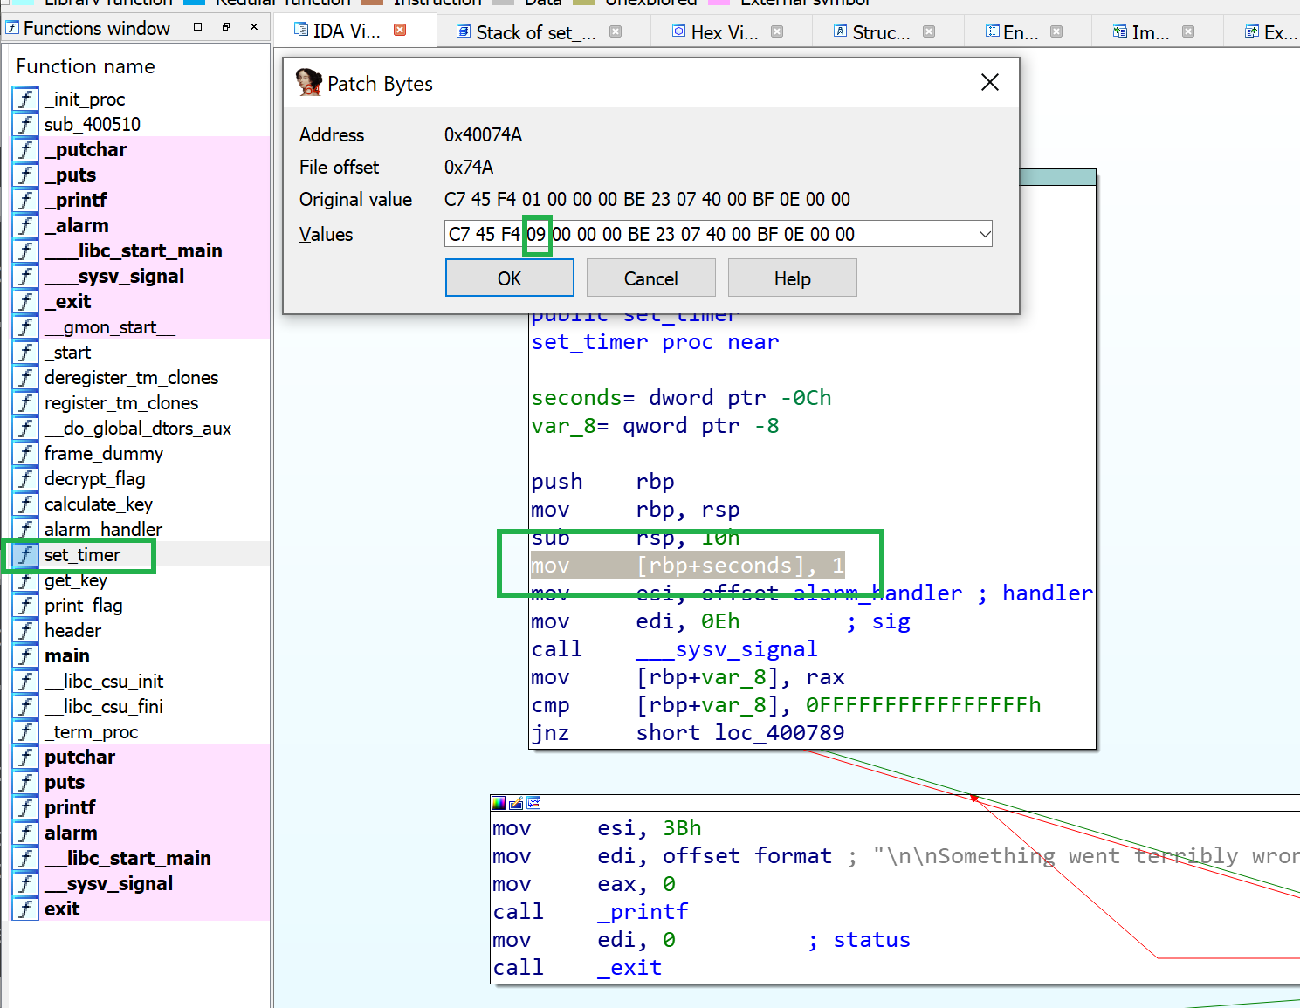 Library function Regular function Instruction Data Unexplored External symbol
Functions window
IDA Vi... Stack of set_... Hex Vi... Struc... En... Im... Ex...
Function name
_init_proc
sub_400510
_putchar
_puts
_printf
_alarm
___libc_start_main
___sysv_signal
_exit
__gmon_start__
_start
deregister_tm_clones
register_tm_clones
__do_global_dtors_aux
frame_dummy
decrypt_flag
calculate_key
alarm_handler
set_timer
get_key
print_flag
header
main
__libc_csu_init
__libc_csu_fini
_term_proc
putchar
puts
printf
alarm
__libc_start_main
__sysv_signal
exit
Patch Bytes
Address 0x40074A
File offset 0x74A
Original value C7 45 F4 01 00 00 00 BE 23 07 40 00 BF 0E 00 00
Values C7 45 F4 09 00 00 00 BE 23 07 40 00 BF 0E 00 00
OK Cancel Help
public set_timer
set_timer proc near
seconds= dword ptr -0Ch
var_8= qword ptr -8
push rbp
mov rbp, rsp
sub rsp, 10h
mov [rbp+seconds], 1
mov esi, offset alarm_handler ; handler
mov edi, 0Eh ; sig
call ___sysv_signal
mov [rbp+var_8], rax
cmp [rbp+var_8], 0FFFFFFFFFFFFFFFFh
jnz short loc_400789
mov esi, 3Bh
mov edi, offset format ; "\n\nSomething went terribly wron
mov eax, 0
call _printf
mov edi, 0 ; status
call _exit